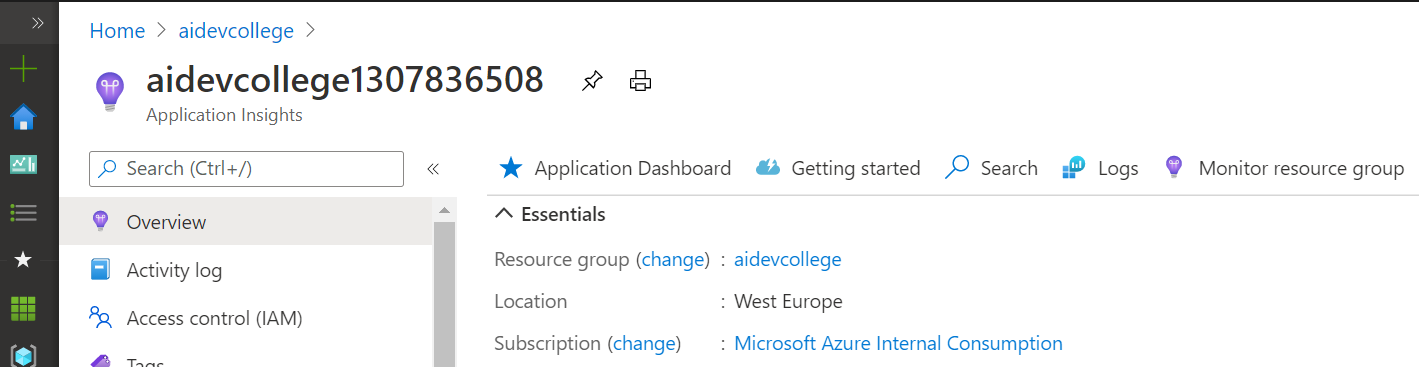 »
Home > aidevcollege >
aidevcollege1307836508
Application Insights
Search (Ctrl+/) «
Application Dashboard Getting started Search Logs Monitor resource group
Overview
Activity log
Access control (IAM)
Tags
Essentials
Resource group (change) : aidevcollege
Location : West Europe
Subscription (change) : Microsoft Azure Internal Consumption